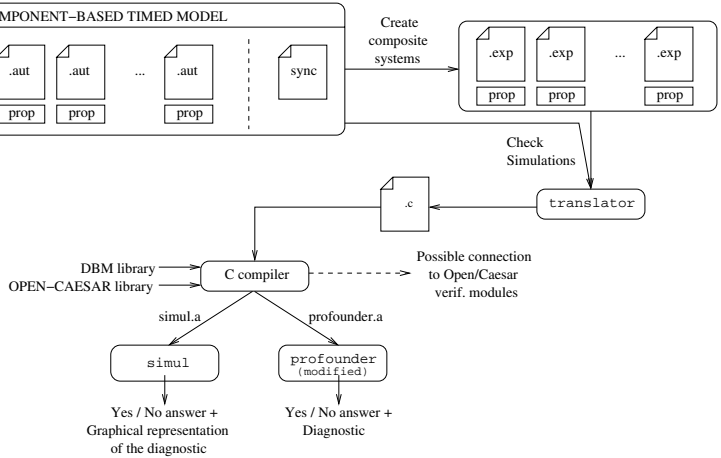 MPONENT−BASED TIMED MODEL
.aut
.aut
...
.aut
sync
prop
prop
prop
Create
composite
systems
.exp
.exp
...
.exp
prop
prop
prop
Check
Simulations
translator
.c
DBM library
OPEN−CAESAR library
C compiler
Possible connection
to Open/Caesar
verif. modules
simul.a
profounder.a
simul
profounder
(modified)
Yes / No answer +
Graphical representation
of the diagnostic
Yes / No answer +
Diagnostic